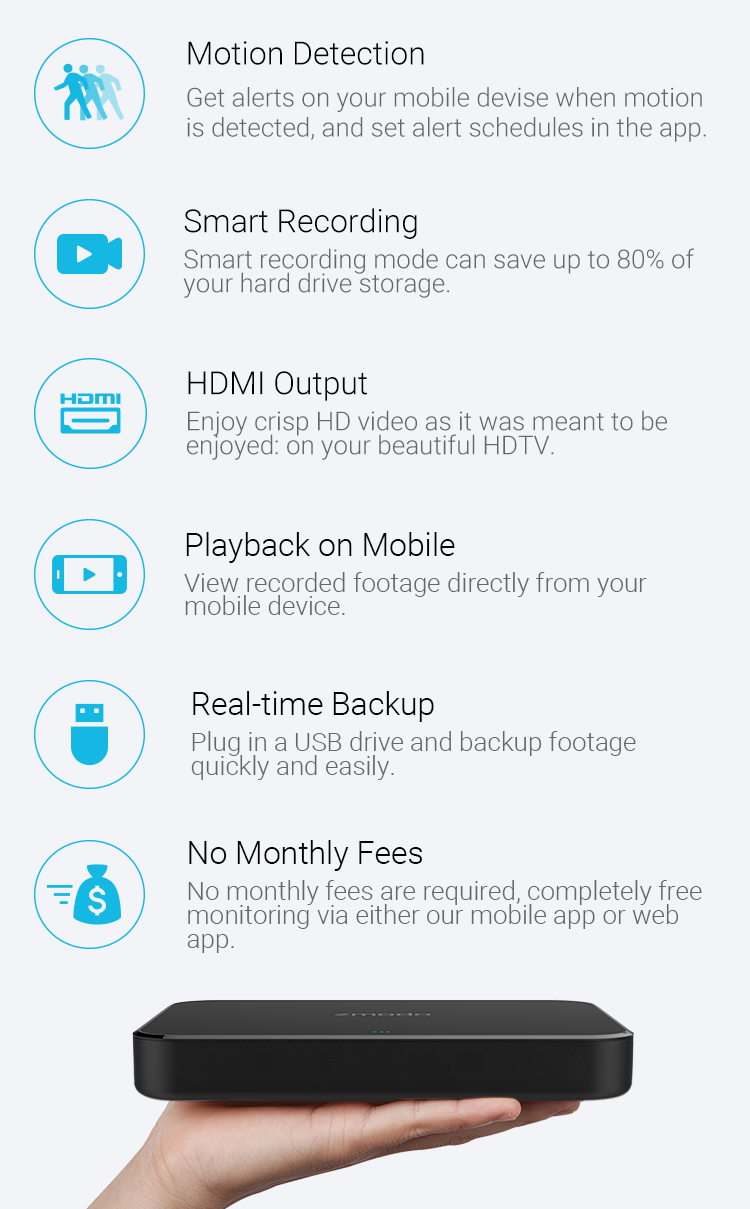 Motion Detection
Get alerts on your mobile devise when motion
is detected, and set alert schedules in the app.
Smart Recording
Smart recording mode can save up to 80% of
your hard drive storage.
HDMI
HDMI Output
Enjoy crisp HD video as it was meant to be
enjoyed: on your beautiful HDTV.
Playback on Mobile
View recorded footage directly from your
mobile device.
Real-time Backup
Plug in a USB drive and backup footage
quickly and easily.
$
No Monthly Fees
No monthly fees are required, completely free
monitoring via either our mobile app or web
app.
zmodo